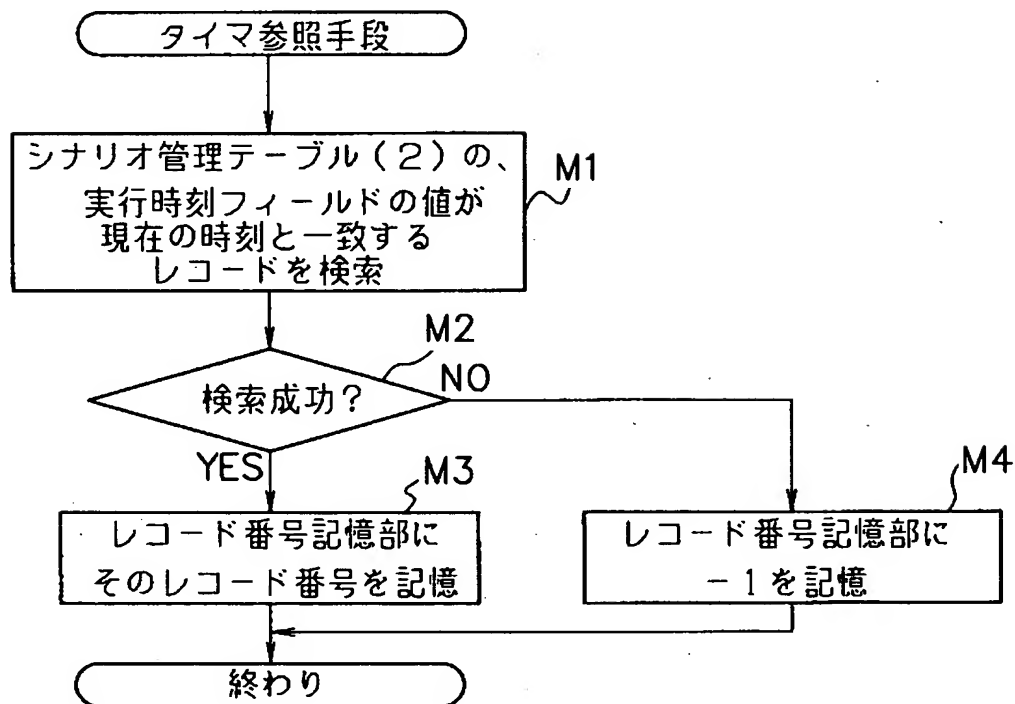 タイマ参照手段
シナリオ管理テーブル(2)の、
実行時刻フィールドの値が
現在の時刻と一致する
レコードを検索
M1
M2
検索成功?
NO
YES
M3
レコード番号記憶部に
そのレコード番号を記憶
M4
レコード番号記憶部に
-1を記憶
終わり